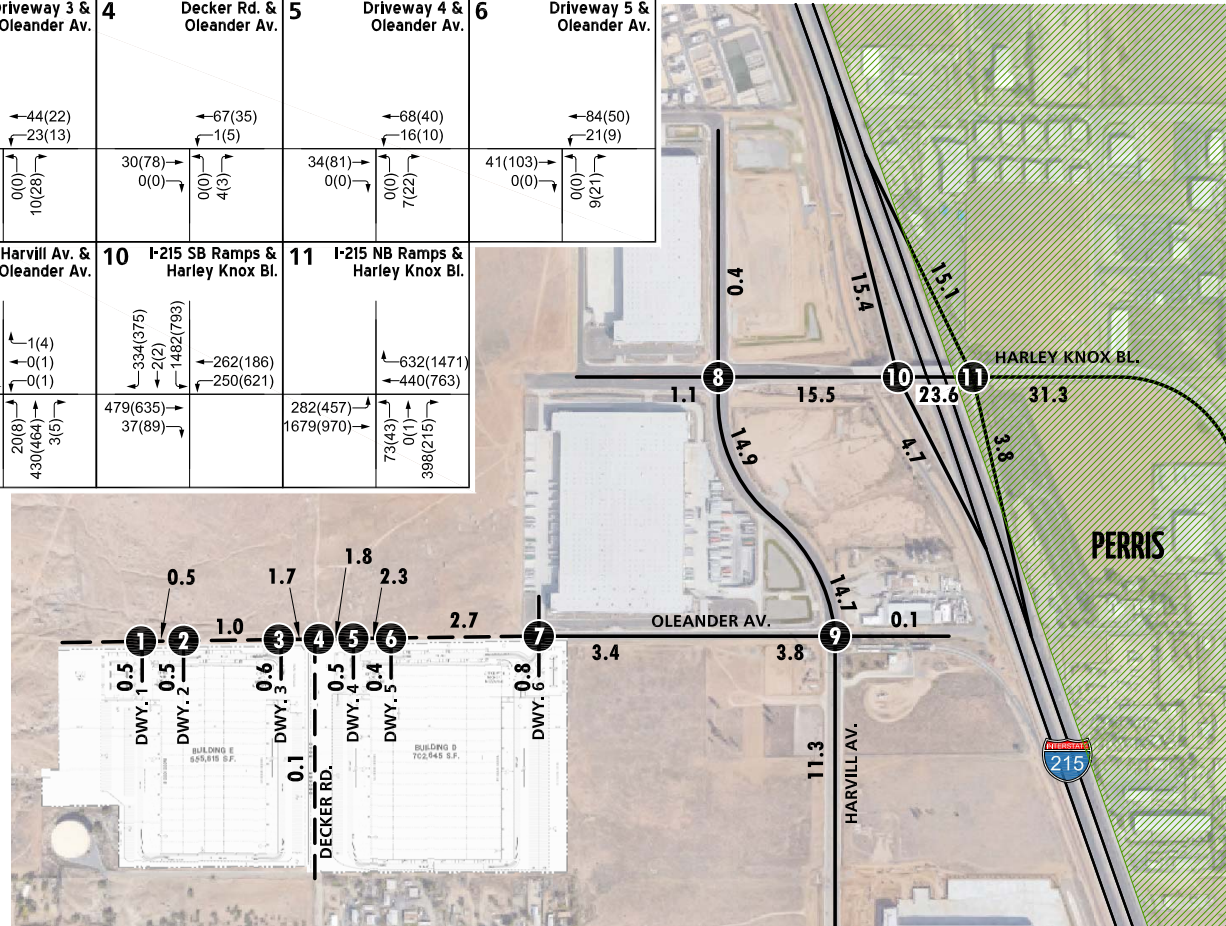 Driveway 3 &
Oleander Av.
44(22)
23(13)
0(0)
10(28)
4
Decker Rd. &
Oleander Av.
67(35)
1(5)
30(78)
0(0)
0(0)
4(3)
5
Driveway 4 &
Oleander Av.
68(40)
16(10)
34(81)
0(0)
0(0)
7(22)
6
Driveway 5 &
Oleander Av.
84(50)
21(9)
41(103)
0(0)
0(0)
9(21)
Harvill Av. &
Oleander Av.
1(4)
0(1)
0(1)
20(8)
430(464)
3(5)
10
I-215 SB Ramps &
Harley Knox Bl.
334(375)
2(2)
1482(793)
262(186)
250(621)
479(635)
37(89)
11
I-215 NB Ramps &
Harley Knox Bl.
632(1471)
440(763)
282(457)
1679(970)
73(43)
0(1)
398(215)
0.4
15.4
15.1
HARLEY KNOX BL.
8
10
11
1.1
15.5
23.6
31.3
14.9
4.7
3.8
PERRIS
1.8
0.5
1.7
2.3
1.0
2.7
14.7
OLEANDER AV.
0.1
1
2
3
4
5
6
7
9
3.4
3.8
0.5
0.5
0.6
0.5
0.4
0.8
DWY. 1
DWY. 2
DWY. 3
DWY. 4
DWY. 5
DWY. 6
BUILDING E
555,815 S.F.
BUILDING D
702,645 S.F.
0.1
DECKER RD.
11.3
HARVILL AV.
INTERSTATE
215